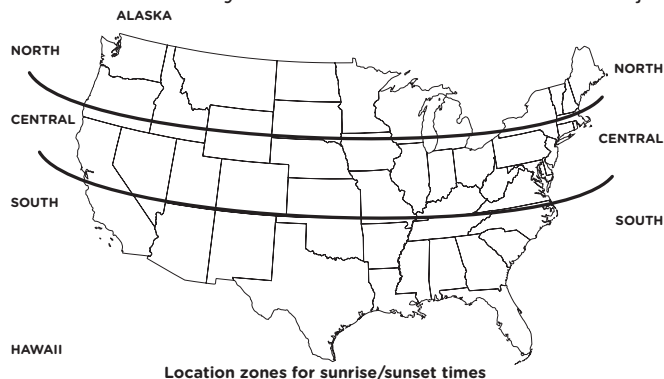 ALASKA
NORTH
NORTH
CENTRAL
CENTRAL
SOUTH
SOUTH
HAWAII
Location zones for sunrise/sunset times